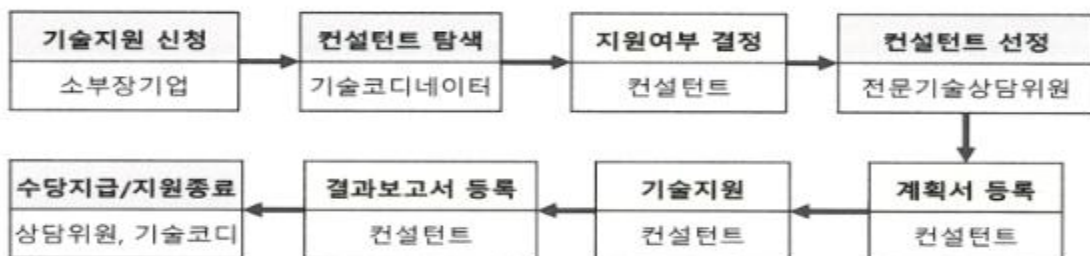 기술지원 신청
소부장기업
컨설턴트 탐색
기술코디네이터
지원여부 결정
컨설턴트
컨설턴트 선정
전문기술상담위원
계획서 등록
컨설턴트
기술지원
컨설턴트
결과보고서 등록
컨설턴트
수당지급/지원종료
상담위원, 기술코디